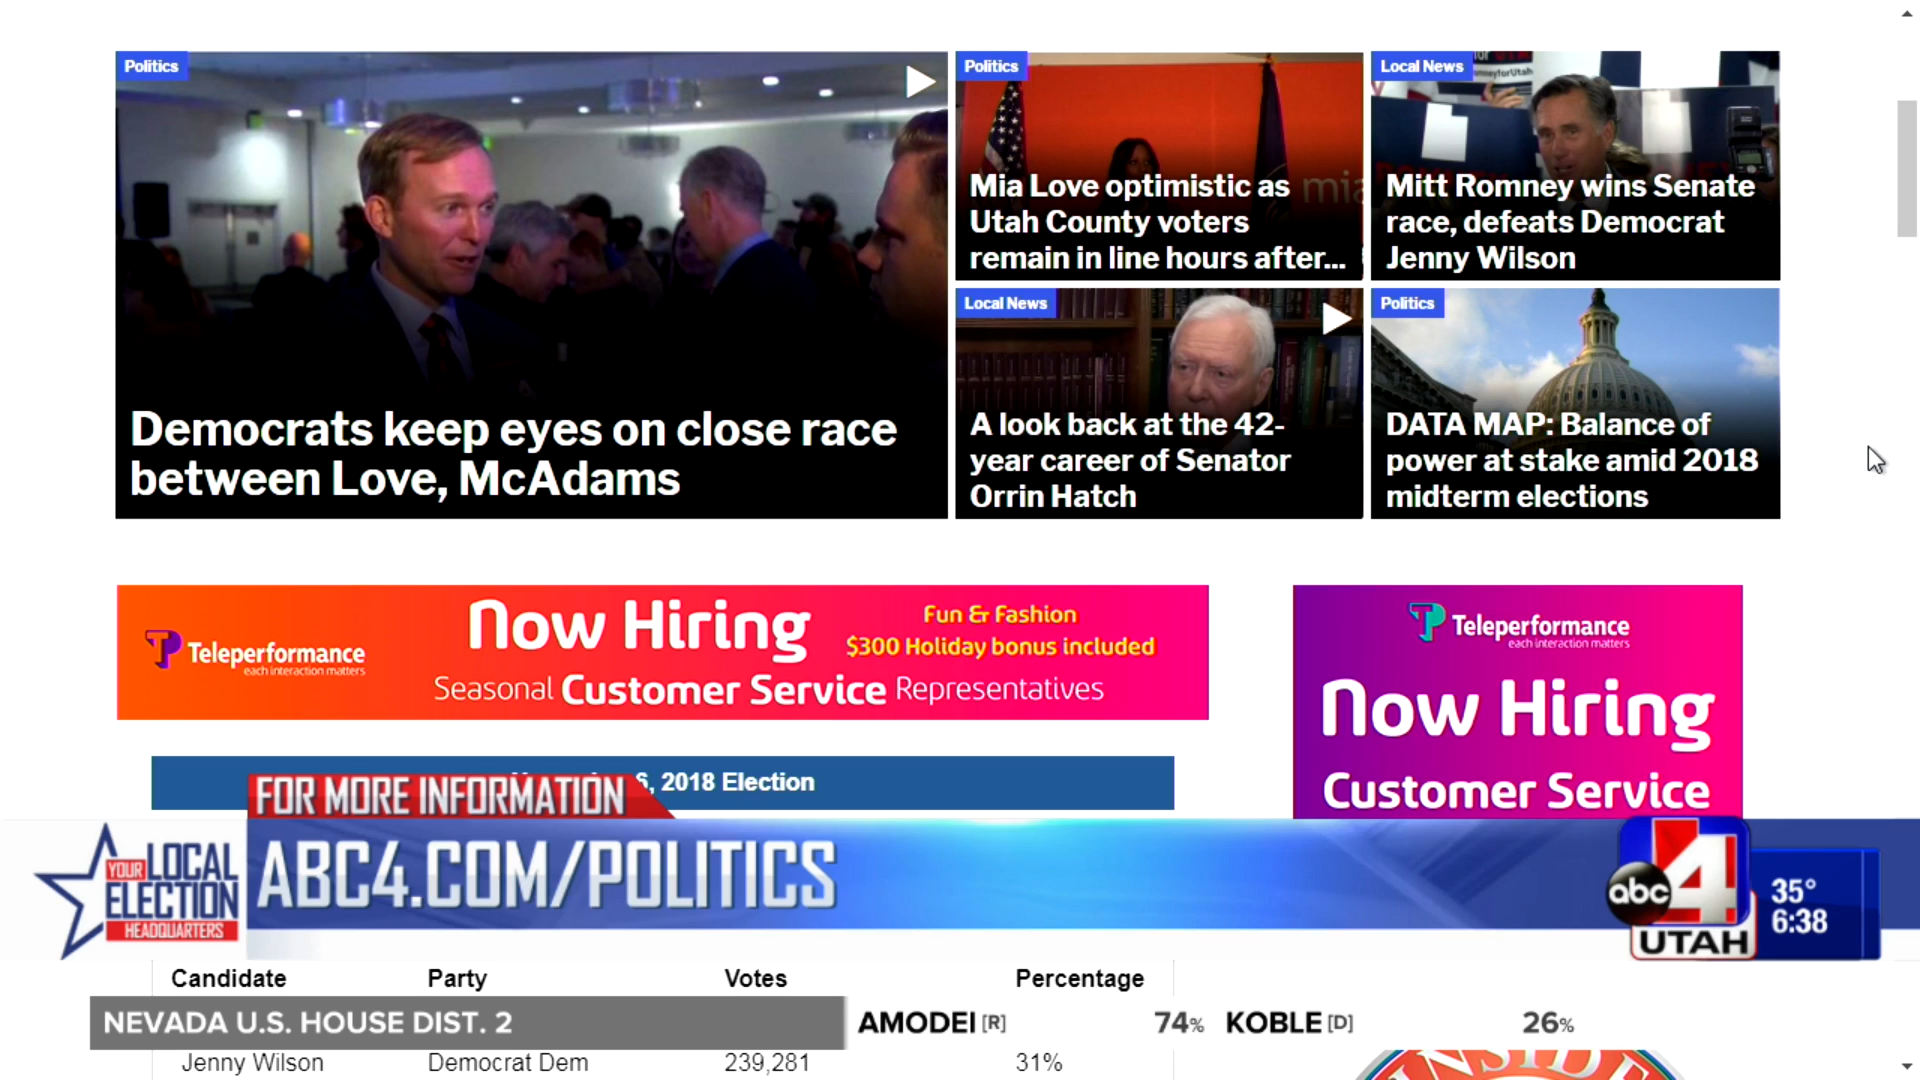 Politics
Democrats keep eyes on close race
between Love, McAdams
Politics
mia
Mia Love optimistic as
Utah County voters
remain in line hours after...
Local News
Mitt Romney wins Senate
race, defeats Democrat
Jenny Wilson
Local News
A look back at the 42-
year career of Senator
Orrin Hatch
Politics
DATA MAP: Balance of
power at stake amid 2018
midterm elections
Teleperformance
each interaction matters
Now Hiring
Seasonal Customer Service Representatives
Fun & Fashion
$300 Holiday bonus included
Teleperformance
each interaction matters
Now Hiring
Customer Service
6, 2018 Election
FOR MORE INFORMATION
YOUR LOCAL
ELECTION
HEADQUARTERS
ABC4.COM/POLITICS
abc 4
UTAH
35°
6:38
Candidate Party Votes Percentage
NEVADA U.S. HOUSE DIST. 2 AMODEI [R] 74% KOBLE [D] 26%
Jenny Wilson Democrat Dem 239,281 31%
INSIDE